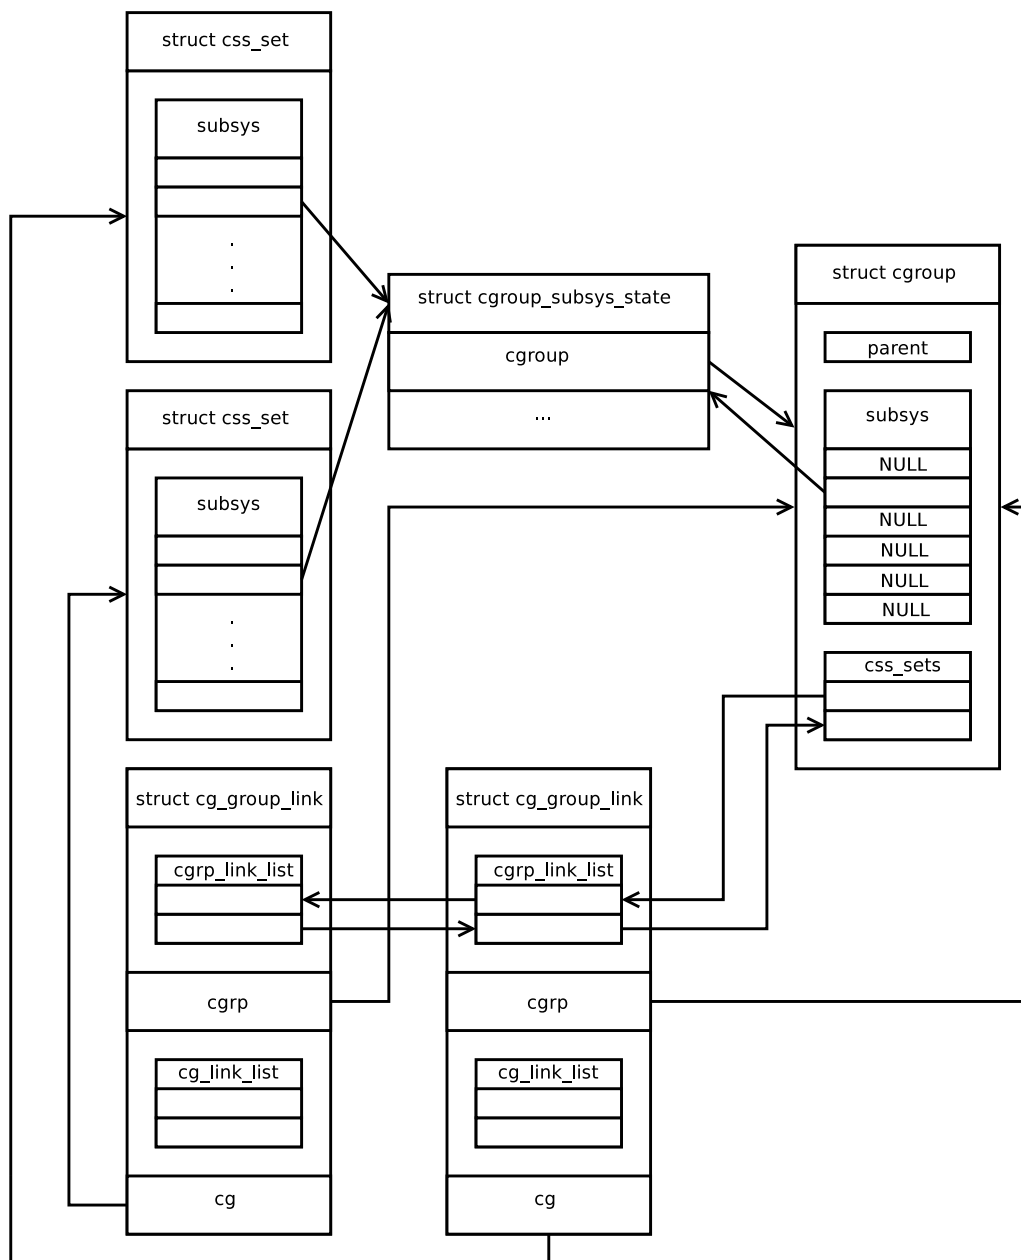 struct css_set
subsys
.
.
.
struct css_set
subsys
.
.
.
struct cgroup_subsys_state
cgroup
...
struct cgroup
parent
subsys
NULL
NULL
NULL
NULL
NULL
css_sets
struct cg_group_link
cgrp_link_list
cgrp
cg_link_list
cg
struct cg_group_link
cgrp_link_list
cgrp
cg_link_list
cg